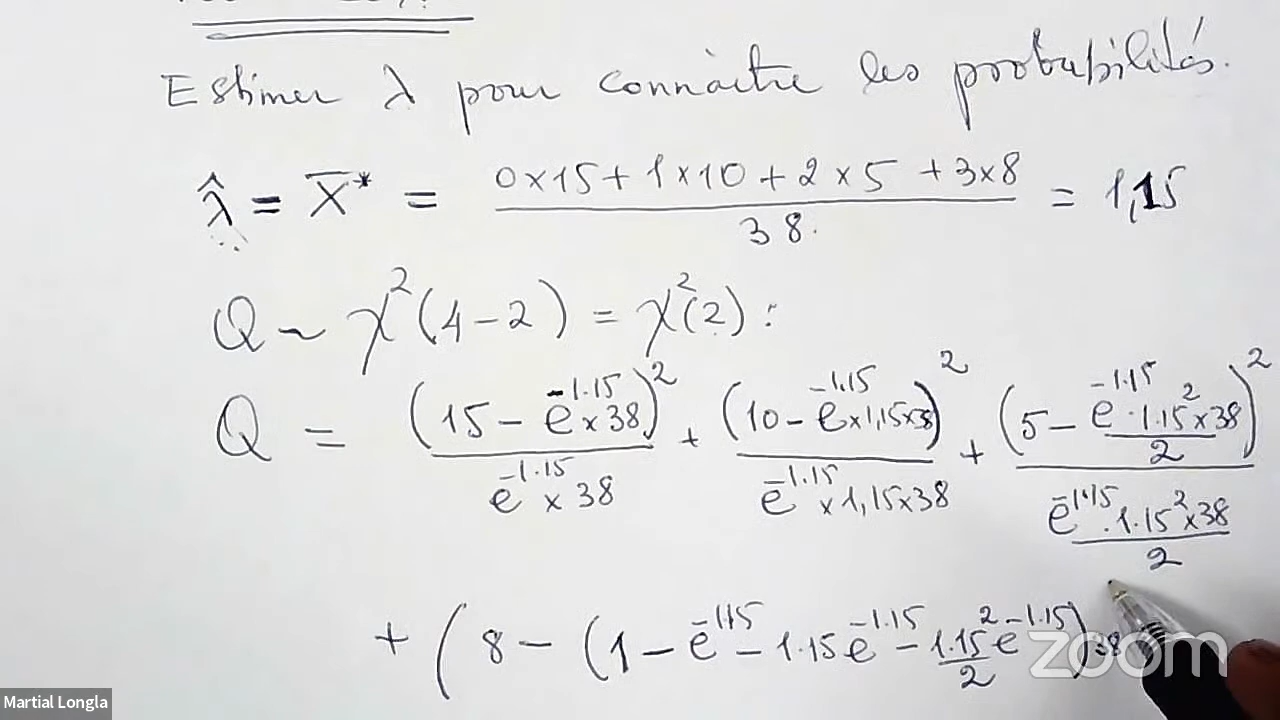 Estimer λ pour connaître les probabilités.
λ̂ = X̄* = (0×15 + 1×10 + 2×5 + 3×8) / 38 = 1,15
Q ~ χ²(4-2) = χ²(2) :
Q = (15 - e^-1.15 × 38)² / (e^-1.15 × 38) + (10 - e^-1.15 × 1,15 × 38)² / (e^-1.15 × 1,15 × 38) + (5 - (e^-1.15 · 1.15² × 38) / 2)² / ((e^-1.15 · 1.15² × 38) / 2)
+ (8 - (1 - e^-1.15 - 1.15 e^-1.15 - (1.15² / 2) e^-1.15) 38
zoom
Martial Longla